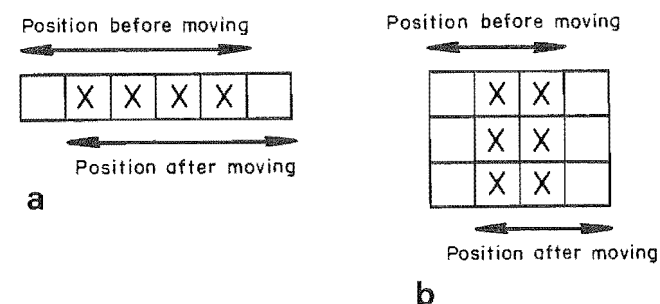 Position before moving
X X X X
Position after moving
a
Position before moving
X X
X X
X X
Position after moving
b